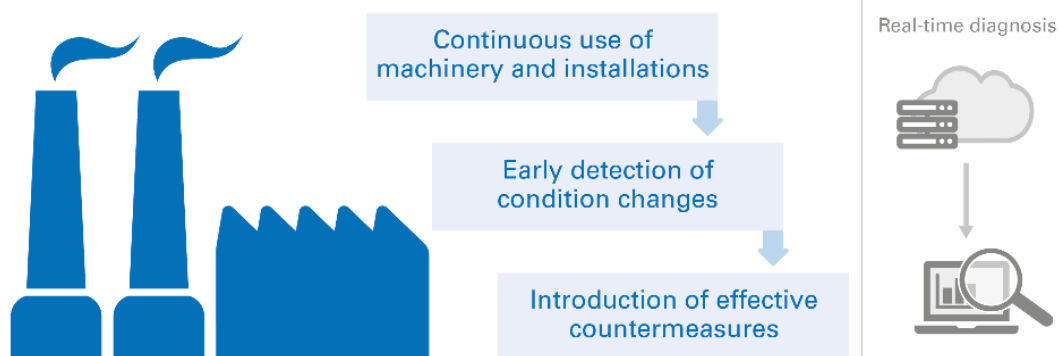 Continuous use of
machinery and installations
Early detection of
condition changes
Introduction of effective
countermeasures
Real-time diagnosis